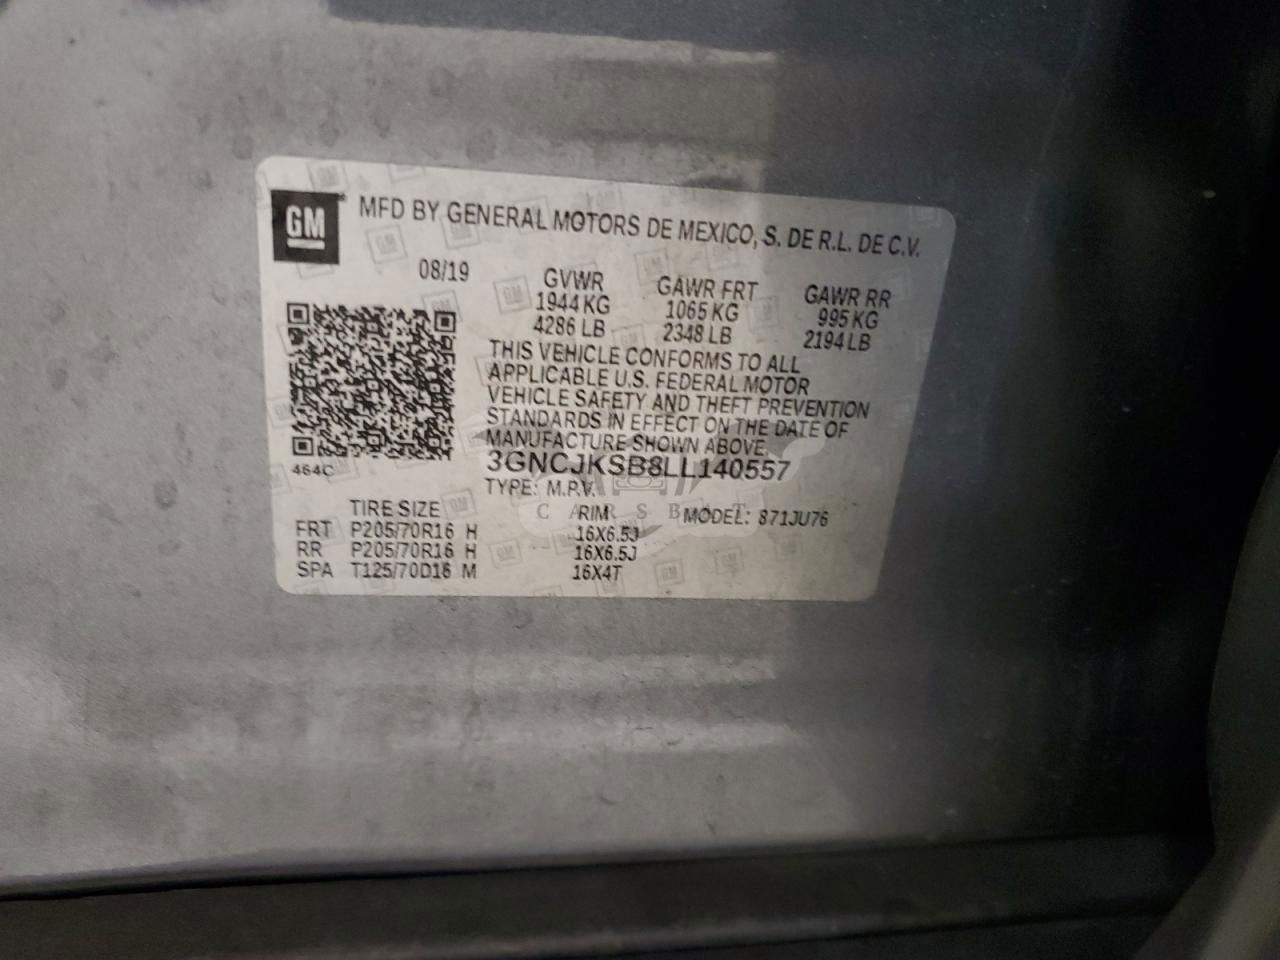 GM MFD BY GENERAL MOTORS DE MEXICO, S. DE R.L. DE C.V.
08/19 GVWR GAWR FRT GAWR RR
1944 KG 1065 KG 995 KG
4286 LB 2348 LB 2194 LB
THIS VEHICLE CONFORMS TO ALL
APPLICABLE U.S. FEDERAL MOTOR
VEHICLE SAFETY AND THEFT PREVENTION
STANDARDS IN EFFECT ON THE DATE OF
MANUFACTURE SHOWN ABOVE.
464C 3GNCJKSB8LL140557
TYPE: M.P.V.
TIRE SIZE RIM MODEL: 871JU76
FRT P205/70R16 H 16X6.5J
RR P205/70R16 H 16X6.5J
SPA T125/70D16 M 16X4T